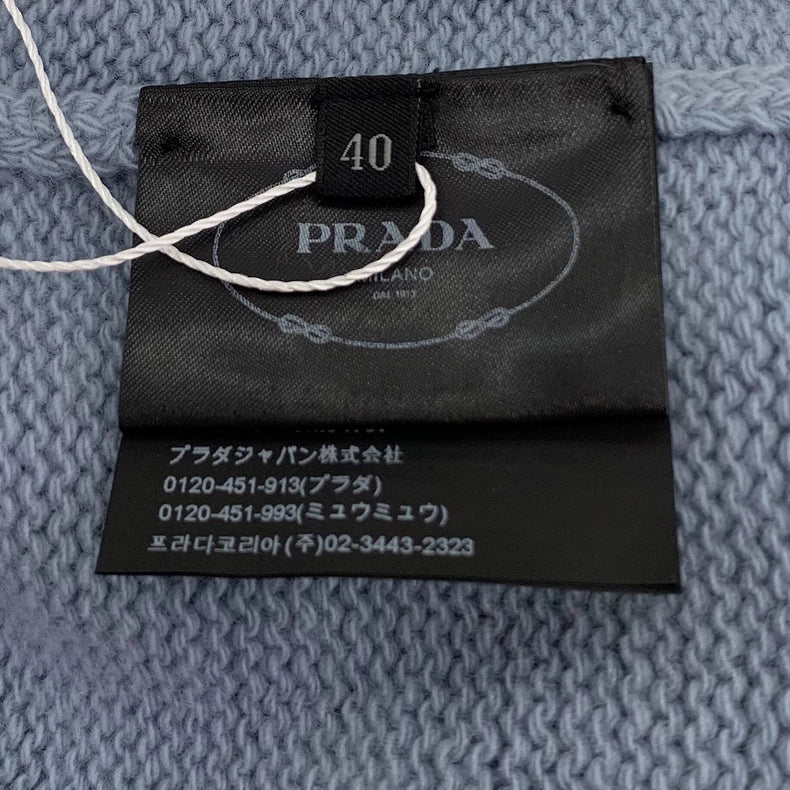 40
PRADA
MILANO
DAL 1913
プラダジャパン株式会社
0120-451-913(プラダ)
0120-451-993(ミュウミュウ)
프라다코리아(주)02-3443-2323